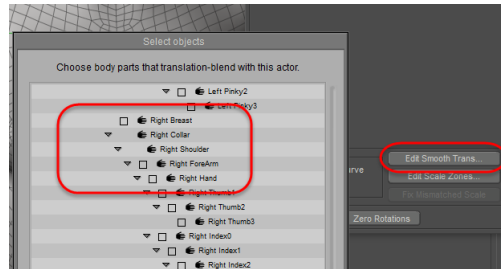 Select objects
Choose body parts that translation-blend with this actor.
Left Pinky2
Left Pinky3
Right Breast
Right Collar
Right Shoulder
Right ForeArm
Right Hand
Right Thumb1
Right Thumb2
Right Thumb3
Right Index0
Right Index1
Right Index2
Edit Smooth Trans...
urve
Edit Scale Zones...
Fix Mismatched Scale
Zero Rotations